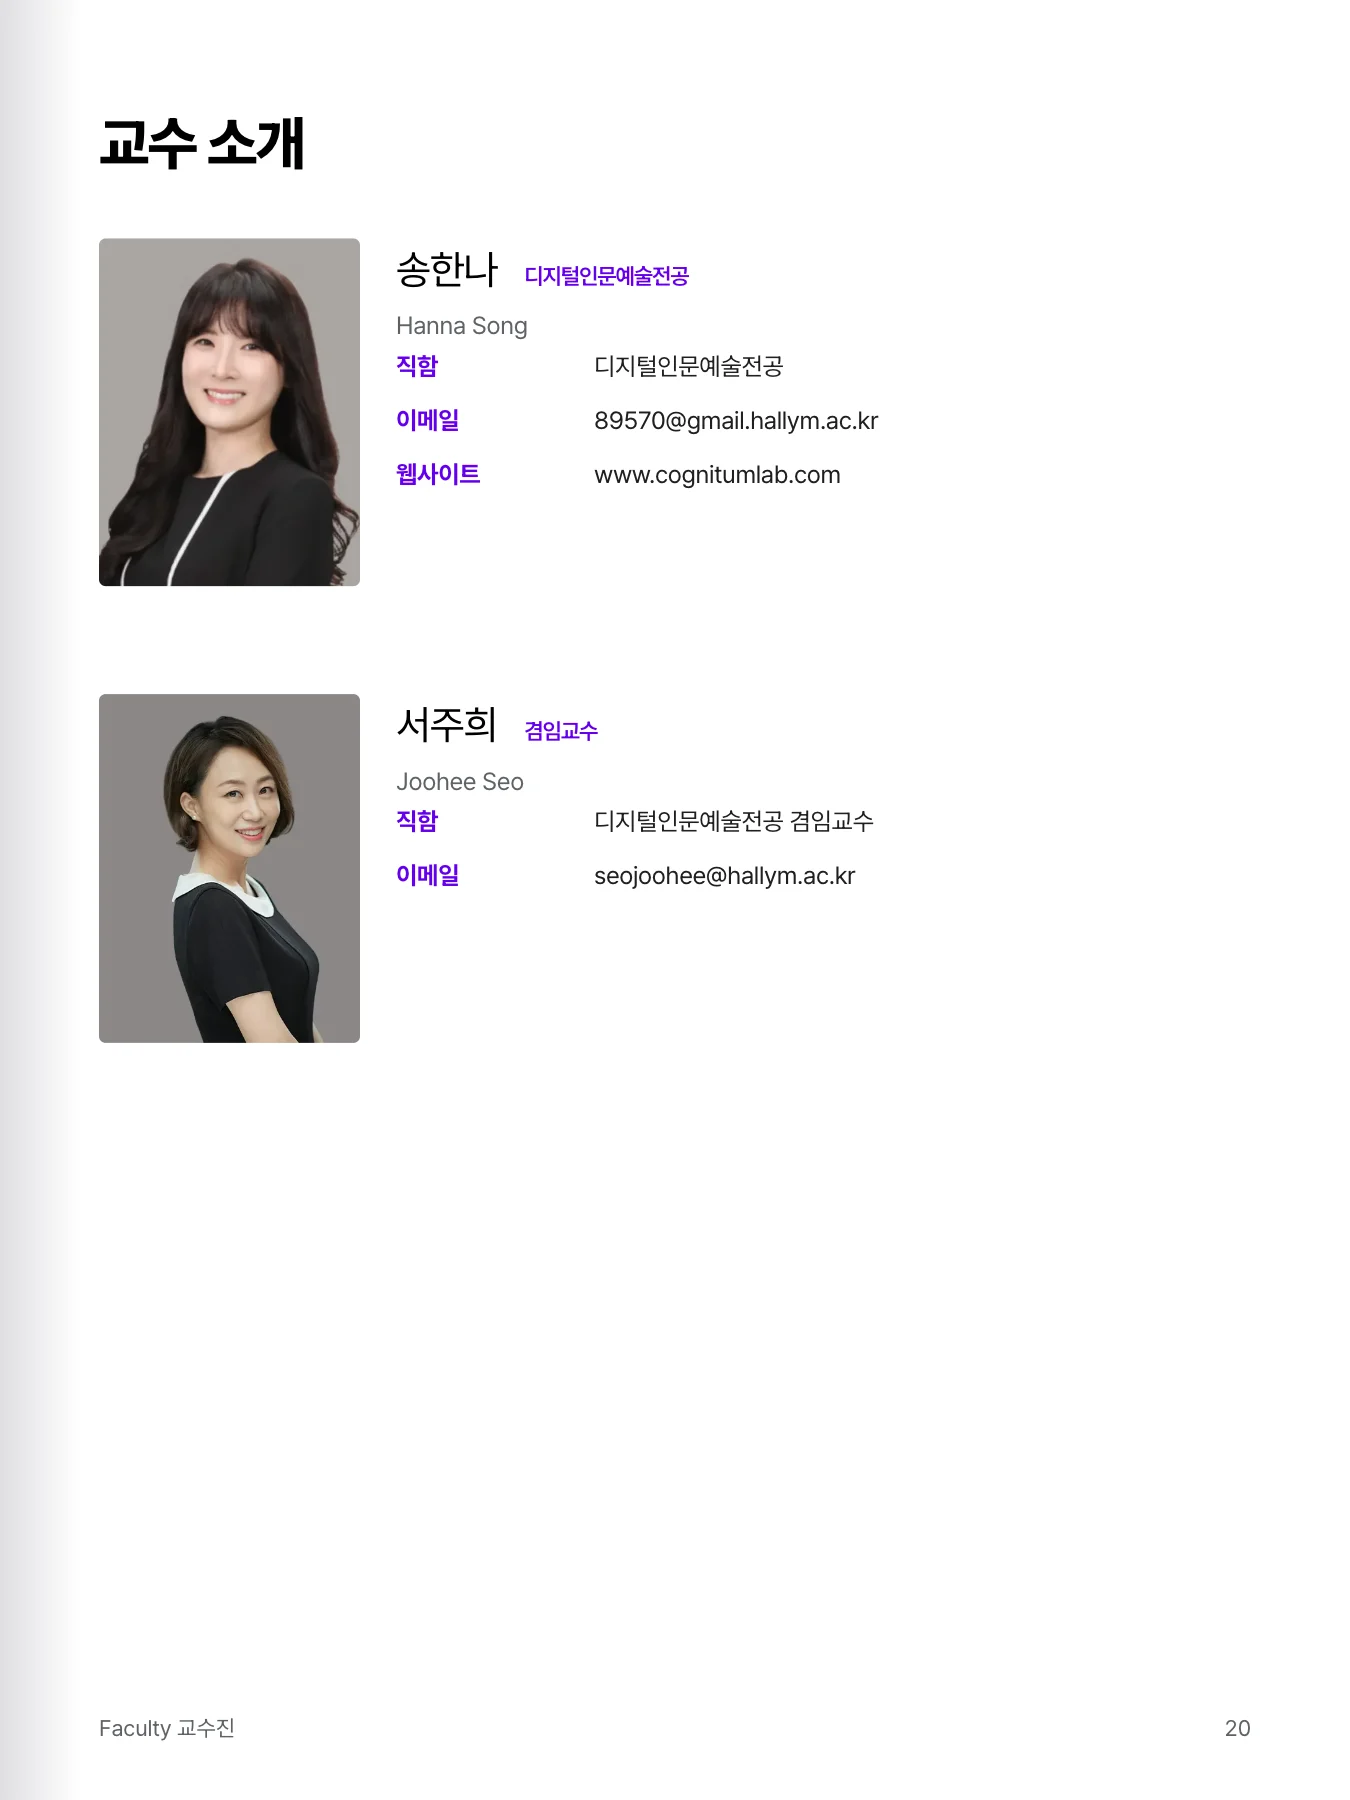 교수 소개
송한나 디지털인문예술전공
Hanna Song
직함 디지털인문예술전공
이메일 89570@gmail.hallym.ac.kr
웹사이트 www.cognitumlab.com
서주희 겸임교수
Joohee Seo
직함 디지털인문예술전공 겸임교수
이메일 seojoohee@hallym.ac.kr
Faculty 교수진 20